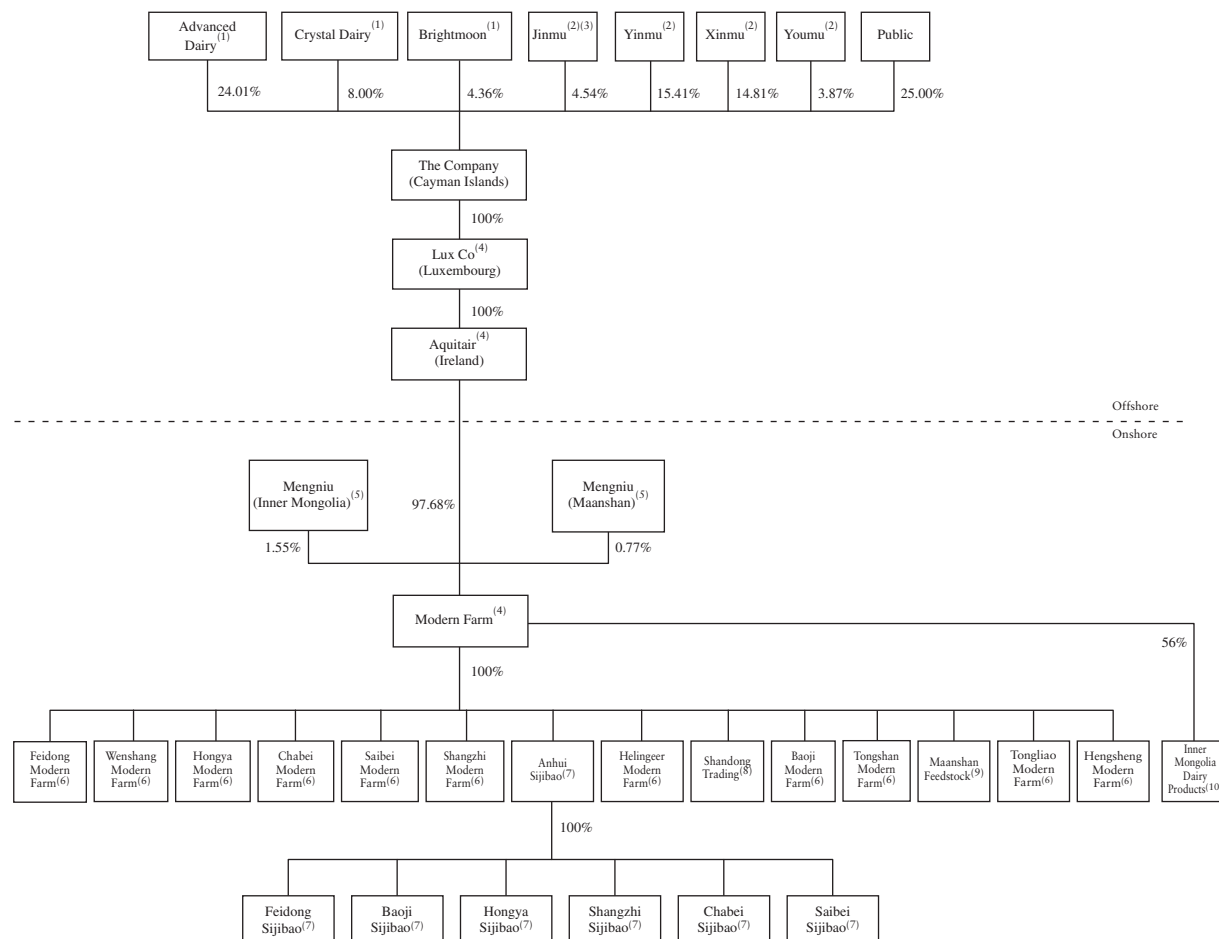 Advanced
Dairy(1)
Crystal Dairy(1)
Brightmoon(1)
Jinmu(2)(3)
Yinmu(2)
Xinmu(2)
Youmu(2)
Public
24.01%
8.00%
4.36%
4.54%
15.41%
14.81%
3.87%
25.00%
The Company
(Cayman Islands)
100%
Lux Co(4)
(Luxembourg)
100%
Aquitair(4)
(Ireland)
Offshore
Onshore
Mengniu
(Inner Mongolia)(5)
97.68%
Mengniu
(Maanshan)(5)
1.55%
0.77%
Modern Farm(4)
56%
100%
Feidong
Modern
Farm(6)
Wenshang
Modern
Farm(6)
Hongya
Modern
Farm(6)
Chabei
Modern
Farm(6)
Saibei
Modern
Farm(6)
Shangzhi
Modern
Farm(6)
Anhui
Sijibao(7)
Helingeer
Modern
Farm(6)
Shandong
Trading(8)
Baoji
Modern
Farm(6)
Tongshan
Modern
Farm(6)
Maanshan
Feedstock(9)
Tongliao
Modern
Farm(6)
Hengsheng
Modern
Farm(6)
Inner
Mongolia
Dairy
Products(10)
100%
Feidong
Sijibao(7)
Baoji
Sijibao(7)
Hongya
Sijibao(7)
Shangzhi
Sijibao(7)
Chabei
Sijibao(7)
Saibei
Sijibao(7)